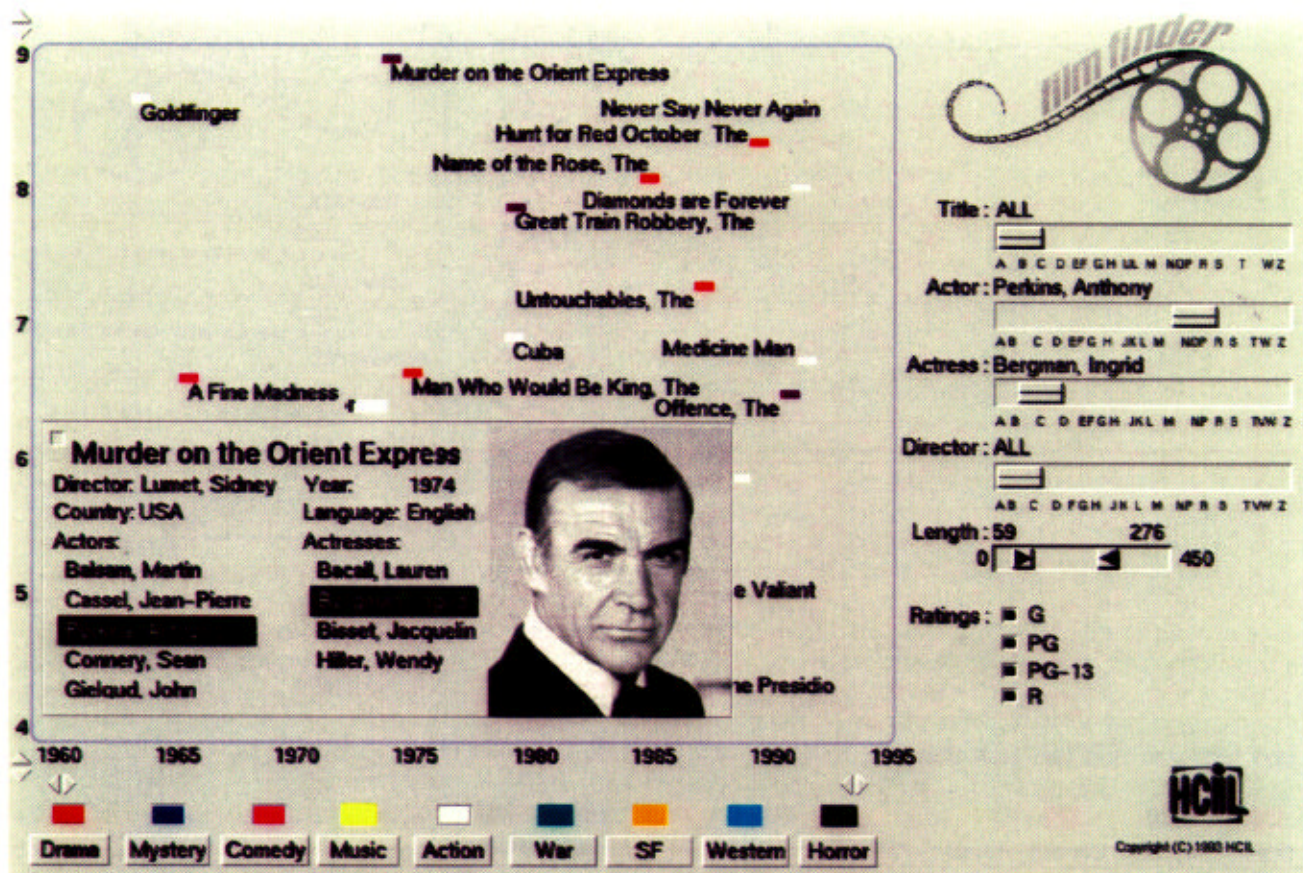 film finder
9
Murder on the Orient Express
Goldfinger
Never Say Never Again
Hunt for Red October The
Name of the Rose, The
8
Diamonds are Forever
Great Train Robbery, The
Untouchables, The
7
Cuba
Medicine Man
A Fine Madness
Man Who Would Be King, The
Offence, The
6
Murder on the Orient Express
Director: Lumet, Sidney Year: 1974
Country: USA Language: English
Actors: Actresses:
Balsam, Martin Bacall, Lauren
Cassel, Jean-Pierre
Bisset, Jacquelin
Connery, Sean Hiller, Wendy
Gielgud, John
5
e Valiant
he Presidio
4
1960 1965 1970 1975 1980 1985 1990 1995
Drama Mystery Comedy Music Action War SF Western Horror
Title: ALL
A B C D E F G H I J L M N O P R S T W Z
Actor: Perkins, Anthony
A B C D E F G H J K L M N O P R S T W Z
Actress: Bergman, Ingrid
A B C D E F G H J K L M N P R S T V W Z
Director: ALL
A B C D F G H J K L M N P R S T V W Z
Length: 59 276
0 450
Ratings: G
PG
PG-13
R
HCIL
Copyright (C) 1993 HCIL